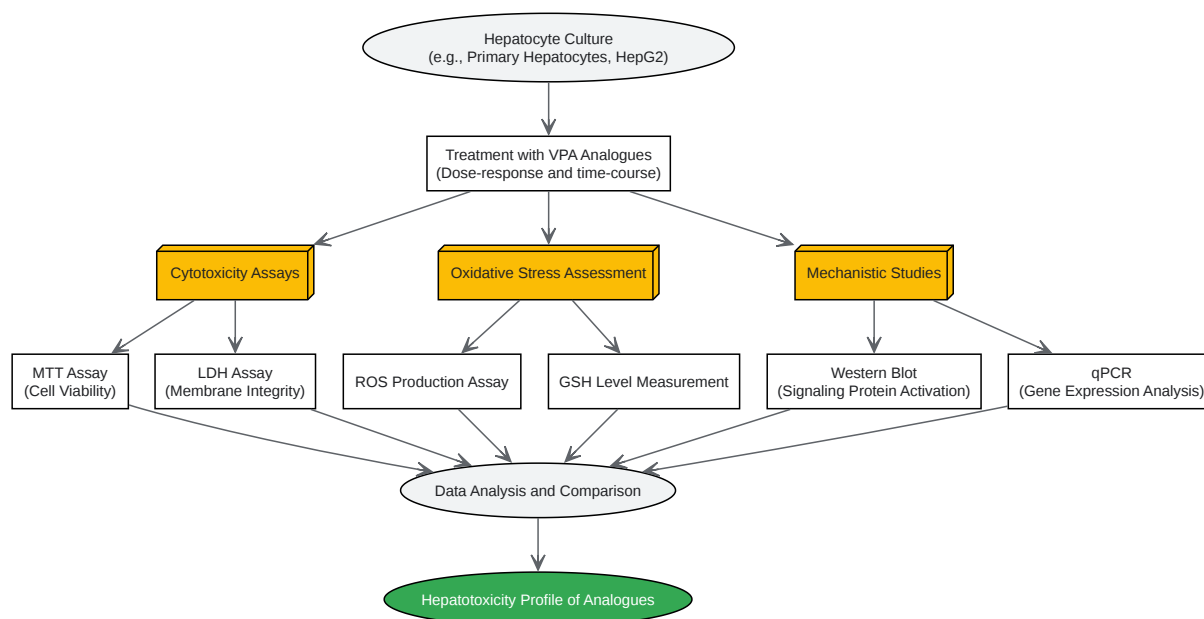 Hepatocyte Culture
(e.g., Primary Hepatocytes, HepG2)
Treatment with VPA Analogues
(Dose-response and time-course)
Cytotoxicity Assays
Oxidative Stress Assessment
Mechanistic Studies
MTT Assay
(Cell Viability)
LDH Assay
(Membrane Integrity)
ROS Production Assay
GSH Level Measurement
Western Blot
(Signaling Protein Activation)
qPCR
(Gene Expression Analysis)
Data Analysis and Comparison
Hepatotoxicity Profile of Analogues